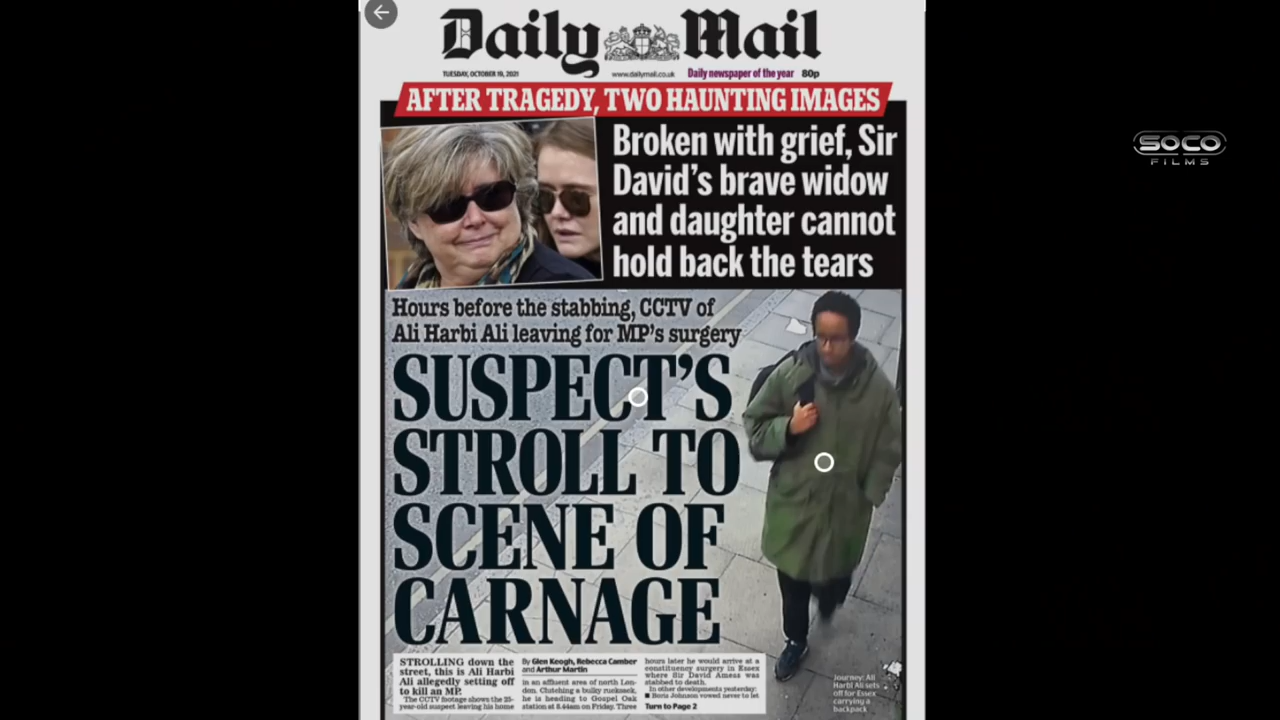 Daily Mail
TUESDAY, OCTOBER 19, 2021
www.dailymail.co.uk
Daily newspaper of the year
80p
AFTER TRAGEDY, TWO HAUNTING IMAGES
Broken with grief, Sir
David's brave widow
and daughter cannot
hold back the tears
SOCO
FILMS
Hours before the stabbing, CCTV of
Ali Harbi Ali leaving for MP's surgery
SUSPECT'S
STROLL TO
SCENE OF
CARNAGE
STROLLING down the
street, this is Ali Harbi
Ali allegedly setting off
to kill an MP.
The CCTV footage shows the 25-
year-old suspect leaving his home
By Glen Keogh, Rebecca Camber
and Arthur Martin
in an affluent area of north Lon-
don. Clutching a bulky rucksack,
he is heading to Gospel Oak
station at 8.44am on Friday. Three
hours later he would arrive at a
constituency surgery in Essex
where Sir David Amess was
stabbed to death.
In other developments yesterday:
■ Boris Johnson vowed never to let
Turn to Page 2
Journey: Ali
Harbi Ali sets
off for Essex
carrying a
backpack